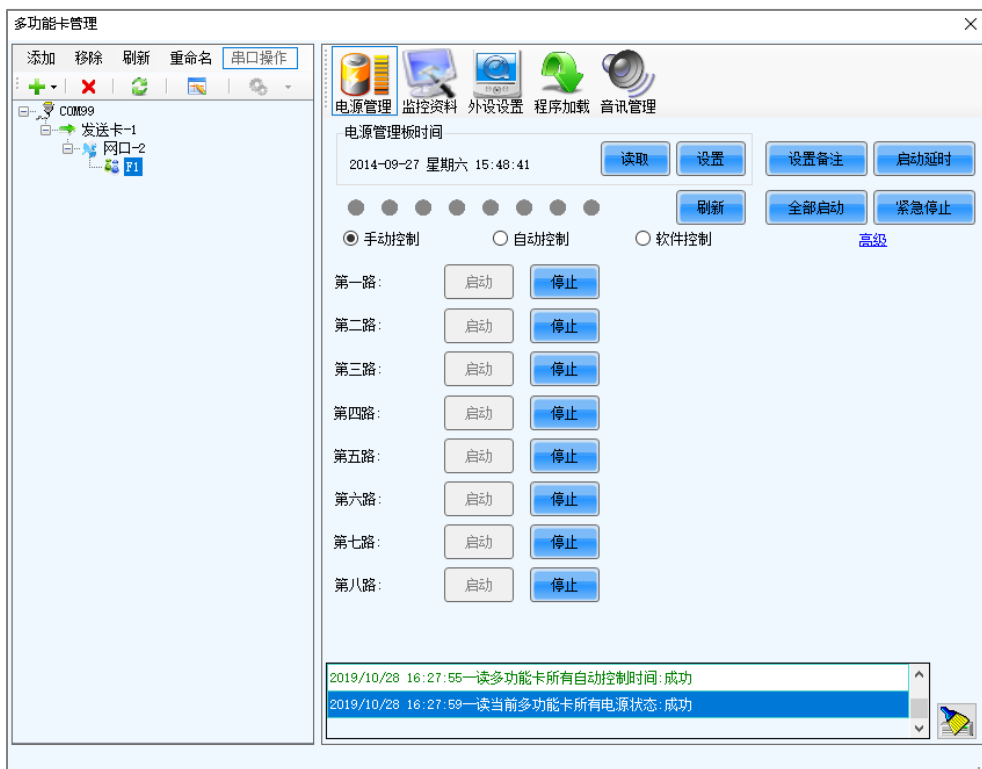 多功能卡管理
添加 移除 刷新 重命名 串口操作
COM99
发送卡-1
网口-2
F1
电源管理 监控资料 外设设置 程序加载 音讯管理
电源管理板时间
2014-09-27 星期六 15:48:41
读取 设置 设置备注 启动延时
刷新 全部启动 紧急停止
手动控制 自动控制 软件控制 高级
第一路: 启动 停止
第二路: 启动 停止
第三路: 启动 停止
第四路: 启动 停止
第五路: 启动 停止
第六路: 启动 停止
第七路: 启动 停止
第八路: 启动 停止
2019/10/28 16:27:55—读多功能卡所有自动控制时间:成功
2019/10/28 16:27:59—读当前多功能卡所有电源状态:成功